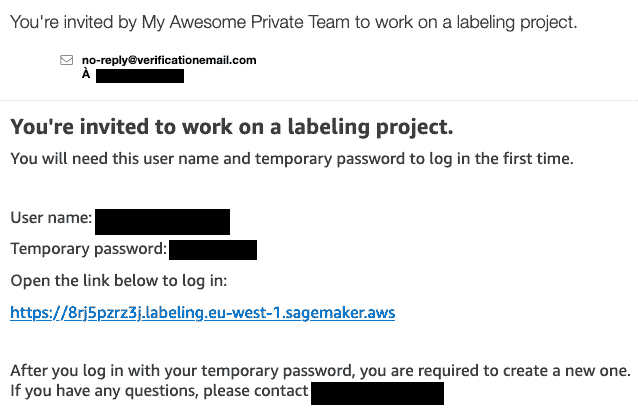 You're invited by My Awesome Private Team to work on a labeling project.
no-reply@verificationemail.com
À
You're invited to work on a labeling project.
You will need this user name and temporary password to log in the first time.
User name:
Temporary password:
Open the link below to log in:
https://8rj5pzrz3j.labeling.eu-west-1.sagemaker.aws
After you log in with your temporary password, you are required to create a new one.
If you have any questions, please contact